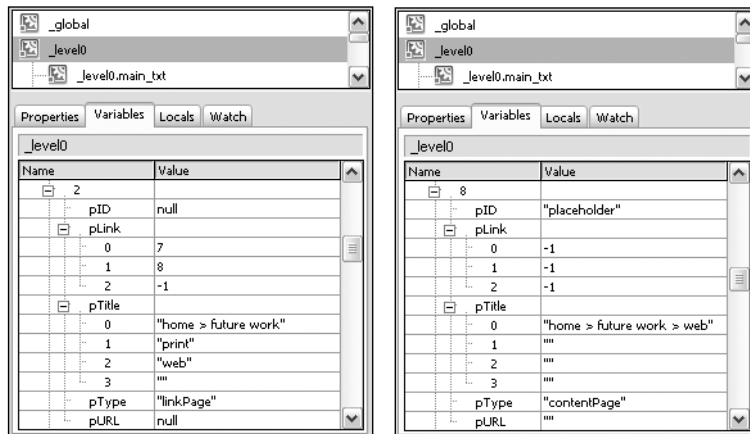 _global
_level0
_level0.main_txt
Properties Variables Locals Watch
_level0
Name Value
2
pID null
pLink
0 7
1 8
2 -1
pTitle
0 "home > future work"
1 "print"
2 "web"
3 ""
pType "linkPage"
pURL null
_global
_level0
_level0.main_txt
Properties Variables Locals Watch
_level0
Name Value
8
pID "placeholder"
pLink
0 -1
1 -1
2 -1
pTitle
0 "home > future work > web"
1 ""
2 ""
3 ""
pType "contentPage"
pURL ""